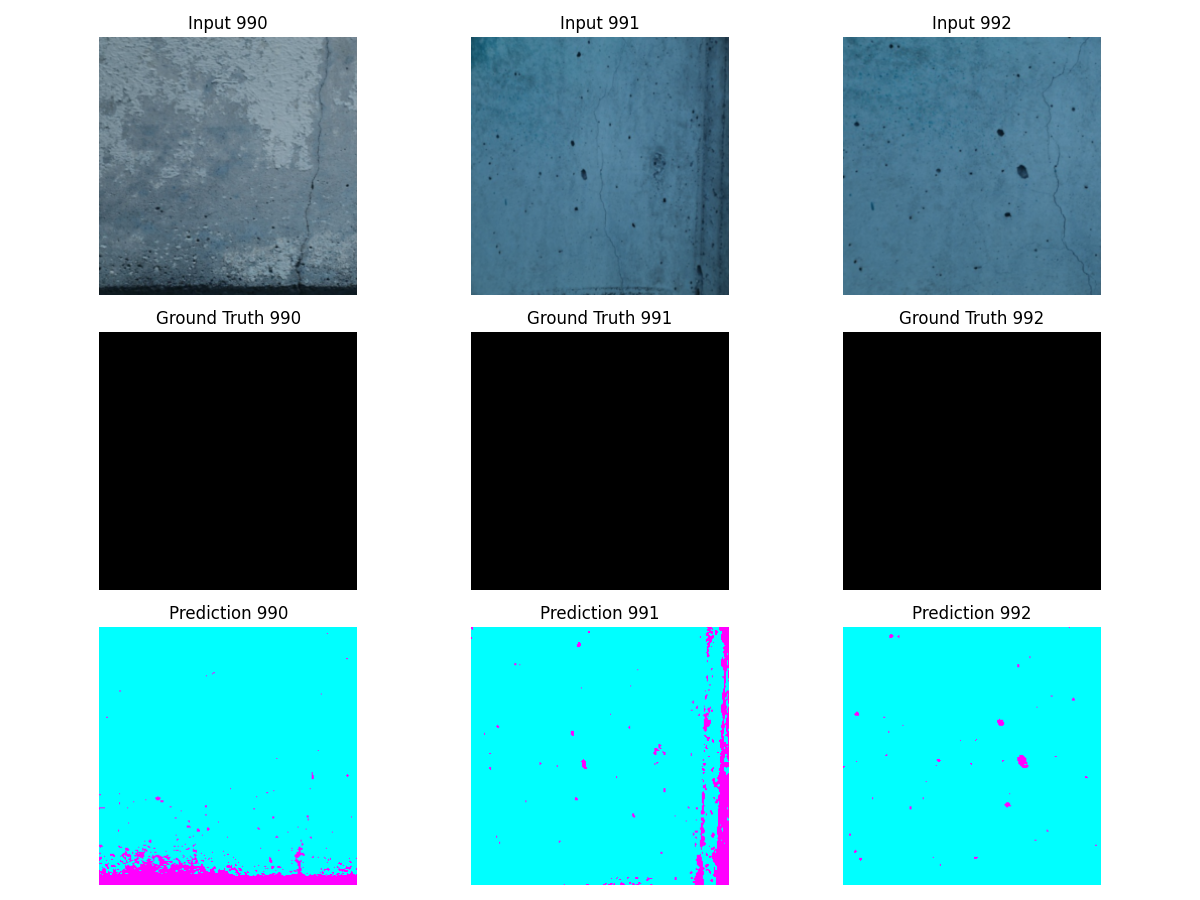 Input 990
Input 991
Input 992
Ground Truth 990
Ground Truth 991
Ground Truth 992
Prediction 990
Prediction 991
Prediction 992